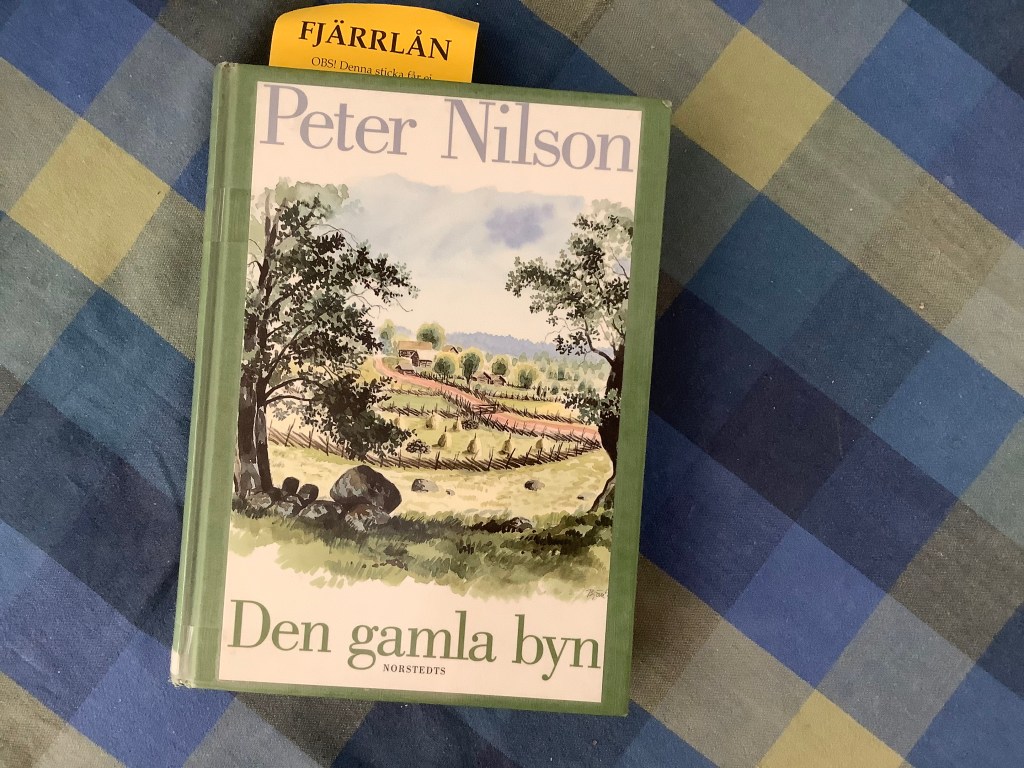 FJÄRRLÅN
OBS! Denna sticka får ej
Peter Nilson
Den gamla byn
NORSTEDTS